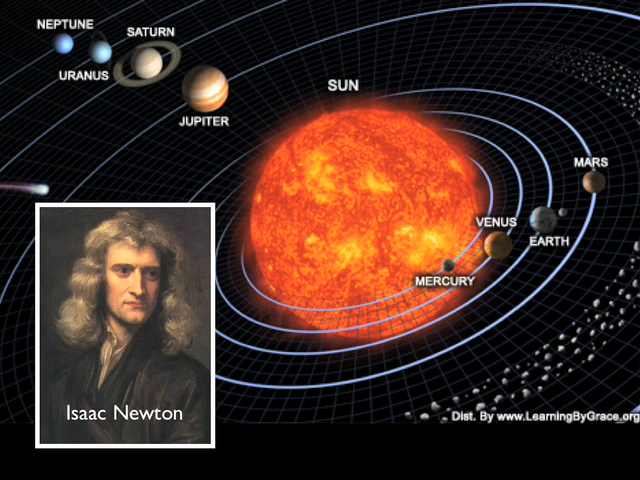 NEPTUNE
SATURN
URANUS
SUN
JUPITER
MARS
VENUS
EARTH
MERCURY
Isaac Newton
Dist. By www.LearningByGrace.org